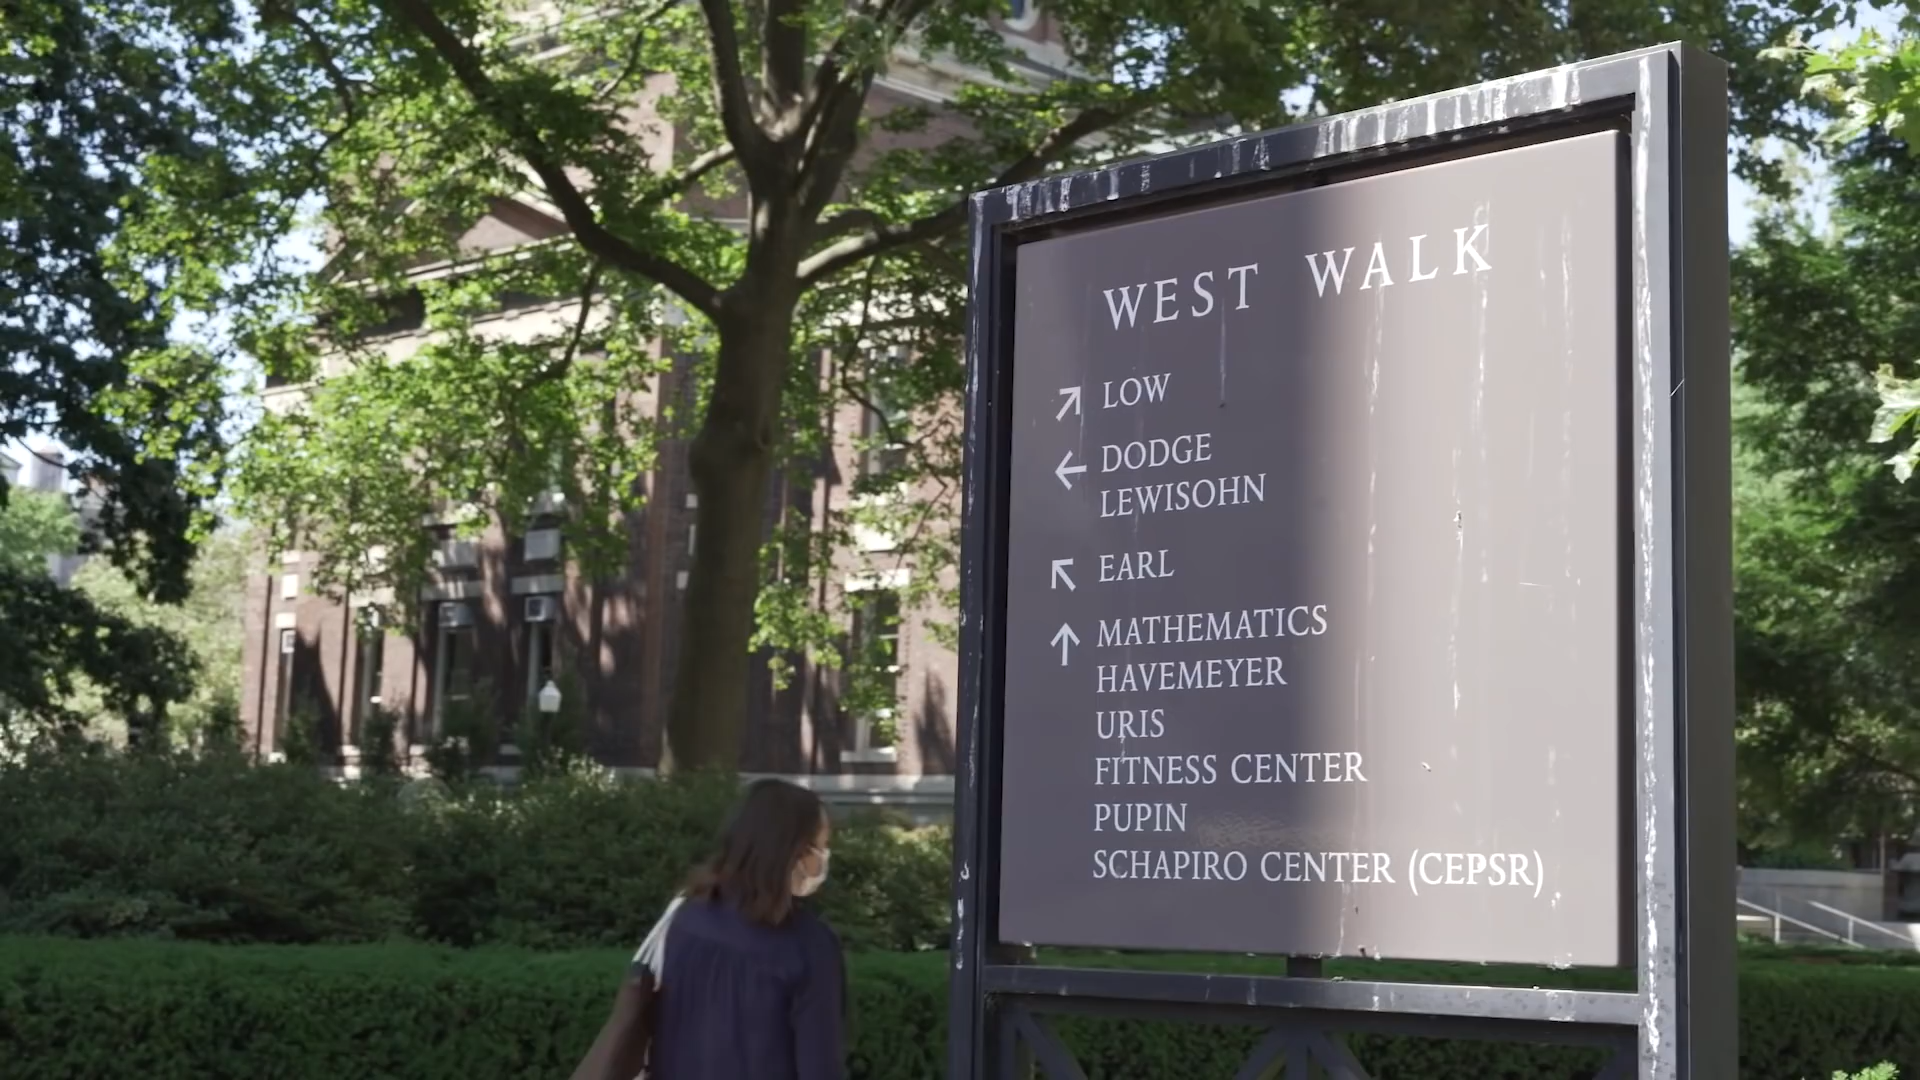 WEST WALK
↗ LOW
← DODGE
LEWISOHN
↖ EARL
↑ MATHEMATICS
HAVEMEYER
URIS
FITNESS CENTER
PUPIN
SCHAPIRO CENTER (CEPSR)